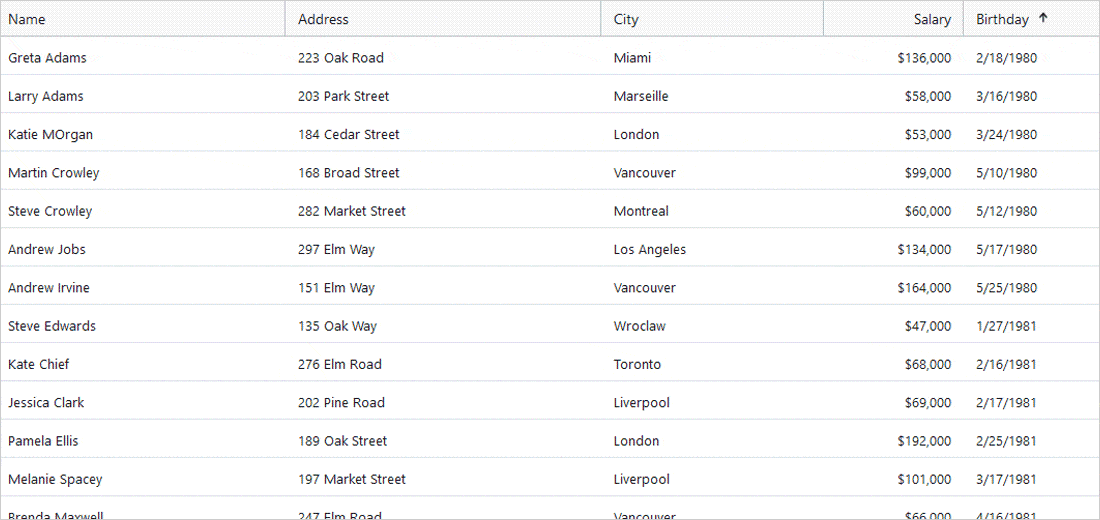 Name Address City Salary Birthday
Greta Adams 223 Oak Road Miami $136,000 2/18/1980
Larry Adams 203 Park Street Marseille $58,000 3/16/1980
Katie MOrgan 184 Cedar Street London $53,000 3/24/1980
Martin Crowley 168 Broad Street Vancouver $99,000 5/10/1980
Steve Crowley 282 Market Street Montreal $60,000 5/12/1980
Andrew Jobs 297 Elm Way Los Angeles $134,000 5/17/1980
Andrew Irvine 151 Elm Way Vancouver $164,000 5/25/1980
Steve Edwards 135 Oak Way Wroclaw $47,000 1/27/1981
Kate Chief 276 Elm Road Toronto $68,000 2/16/1981
Jessica Clark 202 Pine Road Liverpool $69,000 2/17/1981
Pamela Ellis 189 Oak Street London $192,000 2/25/1981
Melanie Spacey 197 Market Street Liverpool $101,000 3/17/1981
Brenda Maxwell 247 Elm Road Vancouver $66,000 4/16/1981